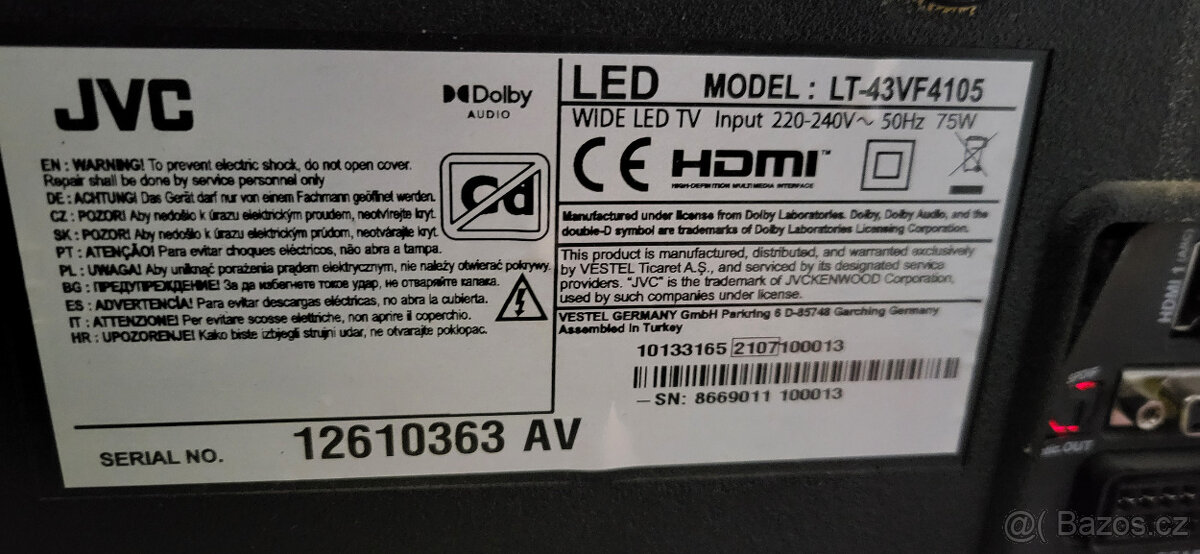 JVC
Dolby
AUDIO
EN : WARNING! To prevent electric shock, do not open cover.
Repair shall be done by service personnel only
DE : ACHTUNG! Das Gerät darf nur von einem Fachmann geöffnet werden.
CZ : POZOR! Aby nedošlo k úrazu elektrickým proudem, neotvírejte kryt.
SK : POZOR! Aby nedošlo k úrazu elektrickým prúdom, neotvárajte kryt.
PT : ATENÇÃO! Para evitar choques eléctricos, não abra a tampa.
PL : UWAGA! Aby uniknąć porażenia prądem elektrycznym, nie należy otwierać pokrywy.
BG : ПРЕДУПРЕЖДЕНИЕ! За да избегнете токов удар, не отваряйте капака.
ES : ADVERTENCIA! Para evitar descargas eléctricas, no abra la cubierta.
IT : ATTENZIONE! Per evitare scosse elettriche, non aprire il coperchio.
HR : UPOZORENJE! Kako biste izbjegli strujni udar, ne otvarajte poklopac.
Cd
SERIAL NO. 12610363 AV
LED MODEL : LT-43VF4105
WIDE LED TV Input 220-240V~ 50Hz 75W
CE HDMI™
HIGH-DEFINITION MULTIMEDIA INTERFACE
Manufactured under license from Dolby Laboratories. Dolby, Dolby Audio, and the
double-D symbol are trademarks of Dolby Laboratories Licensing Corporation.
This product is manufactured, distributed, and warranted exclusively
by VESTEL Ticaret A.Ş., and serviced by its designated service
providers. "JVC" is the trademark of JVCKENWOOD Corporation,
used by such companies under license.
VESTEL GERMANY GmbH Parkring 6 D-85748 Garching Germany
Assembled in Turkey
10133165 2107 100013
–SN: 8669011 100013
HDMI 1 (ARC)
SPDIF
OUT
@( Bazos.cz